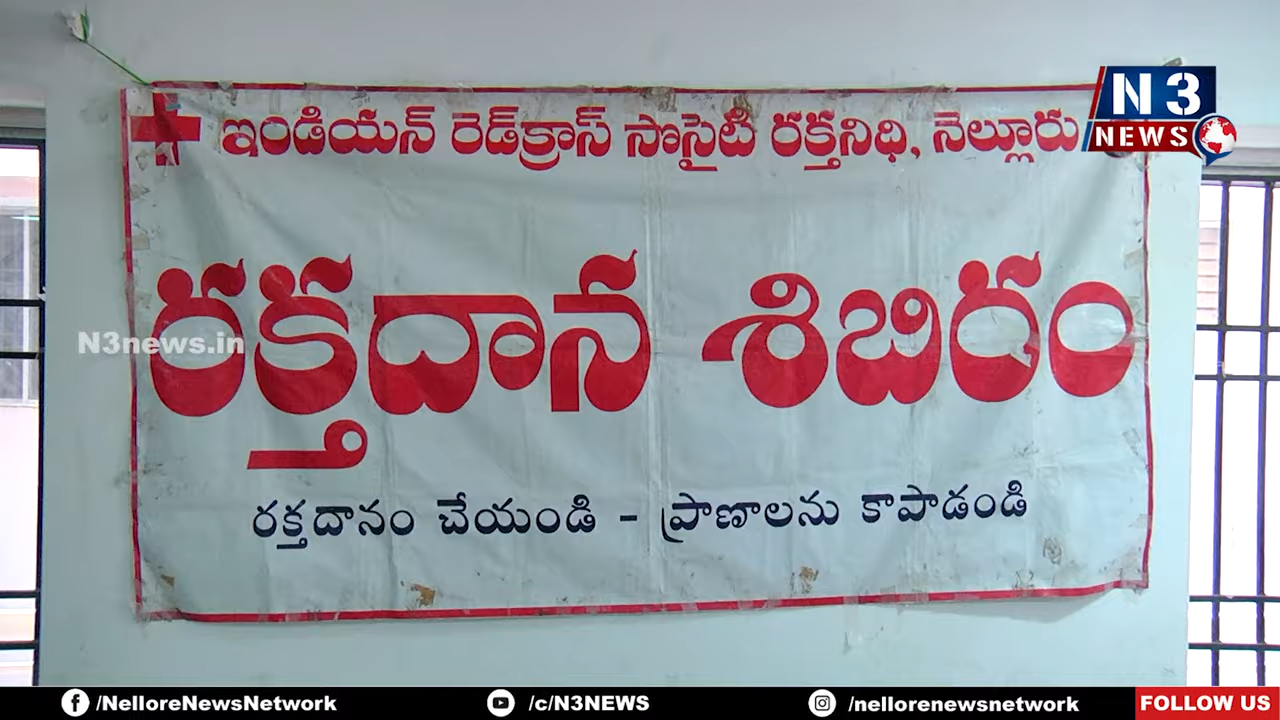 N3
NEWS
ఇండియన్ రెడ్‌క్రాస్ సొసైటి రక్తనిధి, నెల్లూరు
రక్తదాన శిబిరం
N3news.in
రక్తదానం చేయండి - ప్రాణాలను కాపాడండి
/NelloreNewsNetwork
/c/N3NEWS
/nellorenewsnetwork
FOLLOW US